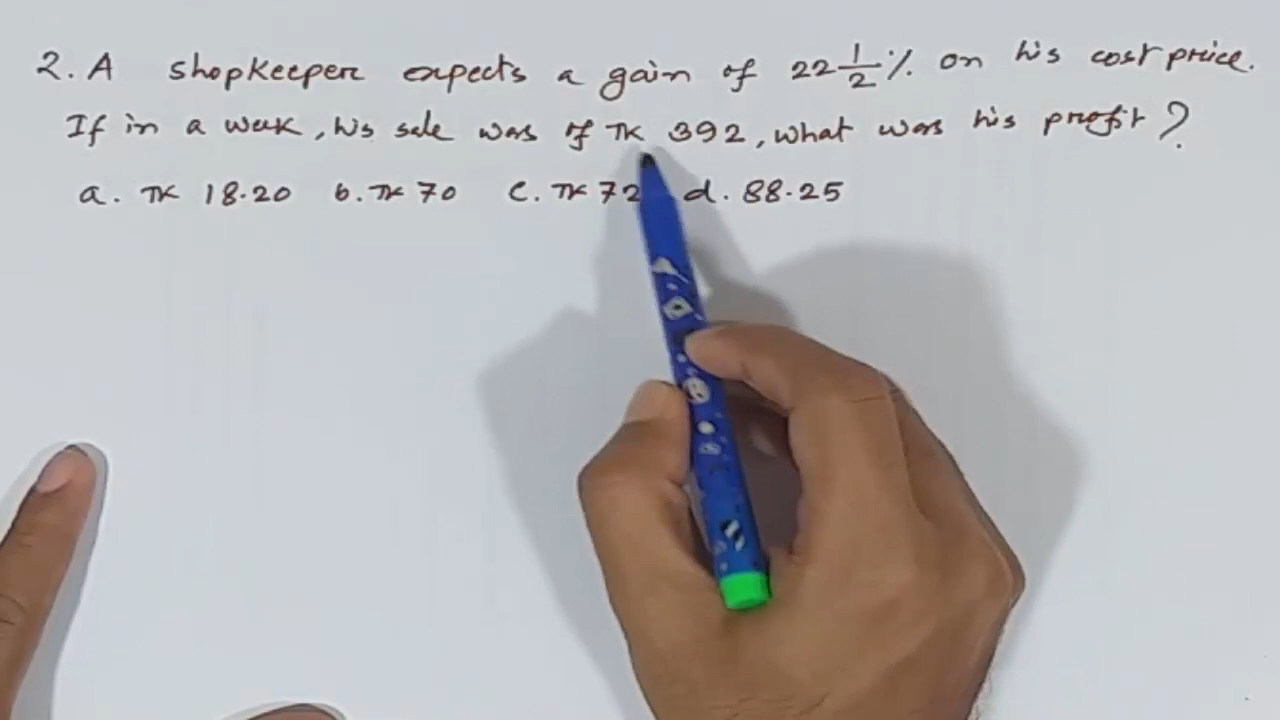 2. A shopkeeper expects a gain of 22 1/2 % on his cost price.
If in a week, his sale was of TK 392, what was his profit?
a. TK 18.20 b. TK 70 c. TK 72 d. 88.25